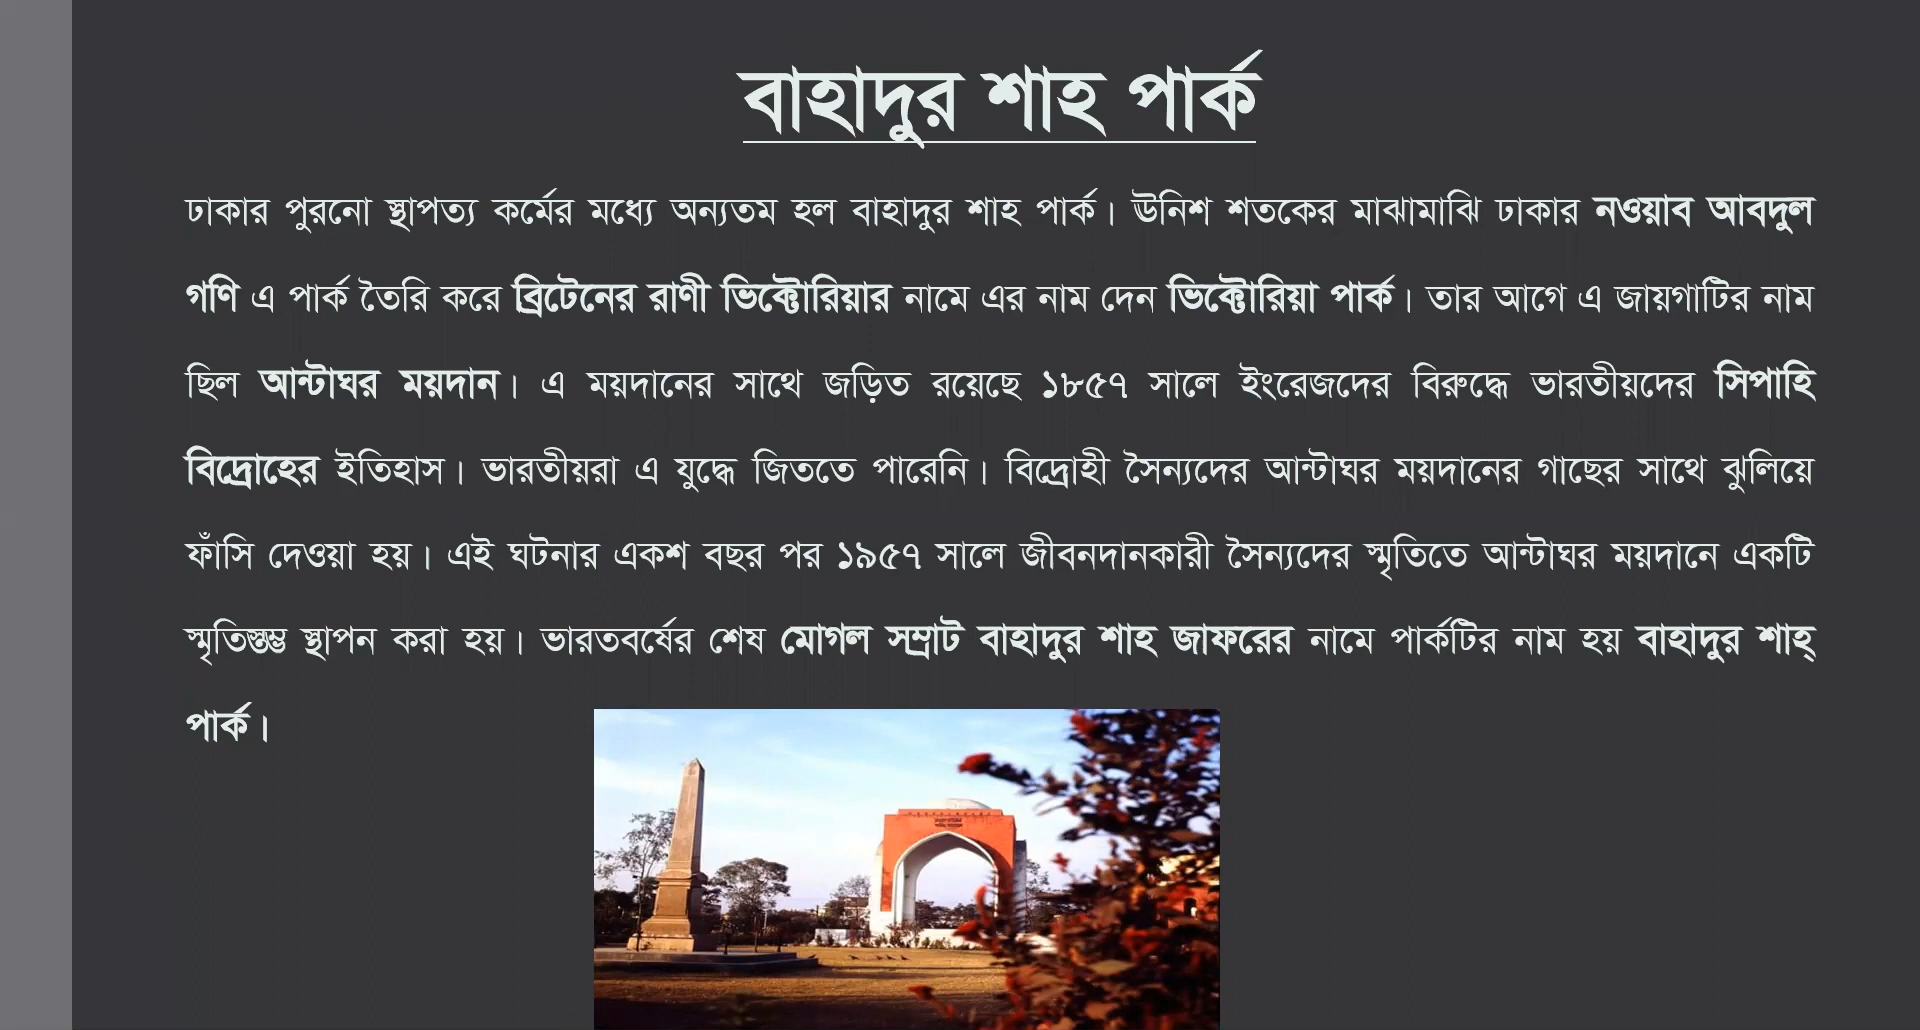 বাহাদুর শাহ পার্ক
ঢাকার পুরনো স্থাপত্য কর্মের মধ্যে অন্যতম হল বাহাদুর শাহ পার্ক। ঊনিশ শতকের মাঝামাঝি ঢাকার নওয়াব আবদুল
গণি এ পার্ক তৈরি করে ব্রিটেনের রাণী ভিক্টোরিয়ার নামে এর নাম দেন ভিক্টোরিয়া পার্ক। তার আগে এ জায়গাটির নাম
ছিল আন্টাঘর ময়দান। এ ময়দানের সাথে জড়িত রয়েছে ১৮৫৭ সালে ইংরেজদের বিরুদ্ধে ভারতীয়দের সিপাহি
বিদ্রোহের ইতিহাস। ভারতীয়রা এ যুদ্ধে জিততে পারেনি। বিদ্রোহী সৈন্যদের আন্টাঘর ময়দানের গাছের সাথে ঝুলিয়ে
ফাঁসি দেওয়া হয়। এই ঘটনার একশ বছর পর ১৯৫৭ সালে জীবনদানকারী সৈন্যদের স্মৃতিতে আন্টাঘর ময়দানে একটি
স্মৃতিস্তম্ভ স্থাপন করা হয়। ভারতবর্ষের শেষ মোগল সম্রাট বাহাদুর শাহ জাফরের নামে পার্কটির নাম হয় বাহাদুর শাহ্
পার্ক।